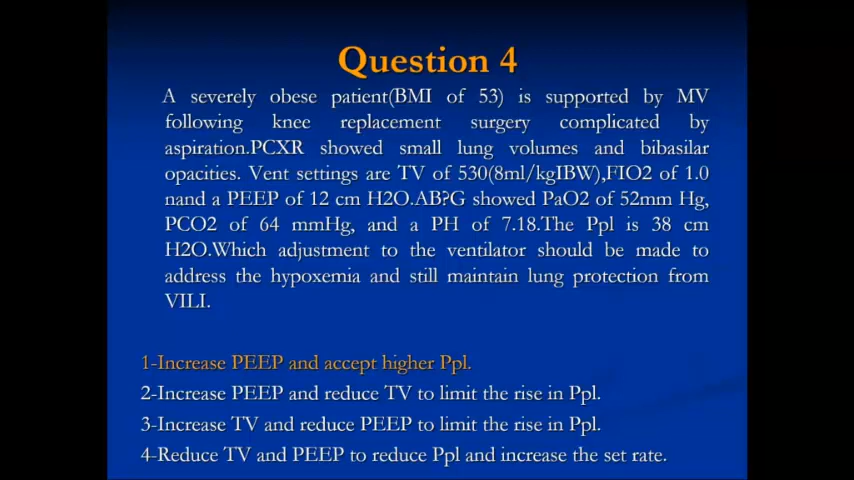 Question 4
A severely obese patient(BMI of 53) is supported by MV
following knee replacement surgery complicated by
aspiration.PCXR showed small lung volumes and bibasilar
opacities. Vent settings are TV of 530(8ml/kgIBW),FIO2 of 1.0
nand a PEEP of 12 cm H2O.AB?G showed PaO2 of 52mm Hg,
PCO2 of 64 mmHg, and a PH of 7.18.The Ppl is 38 cm
H2O.Which adjustment to the ventilator should be made to
address the hypoxemia and still maintain lung protection from
VILI.
1-Increase PEEP and accept higher Ppl.
2-Increase PEEP and reduce TV to limit the rise in Ppl.
3-Increase TV and reduce PEEP to limit the rise in Ppl.
4-Reduce TV and PEEP to reduce Ppl and increase the set rate.